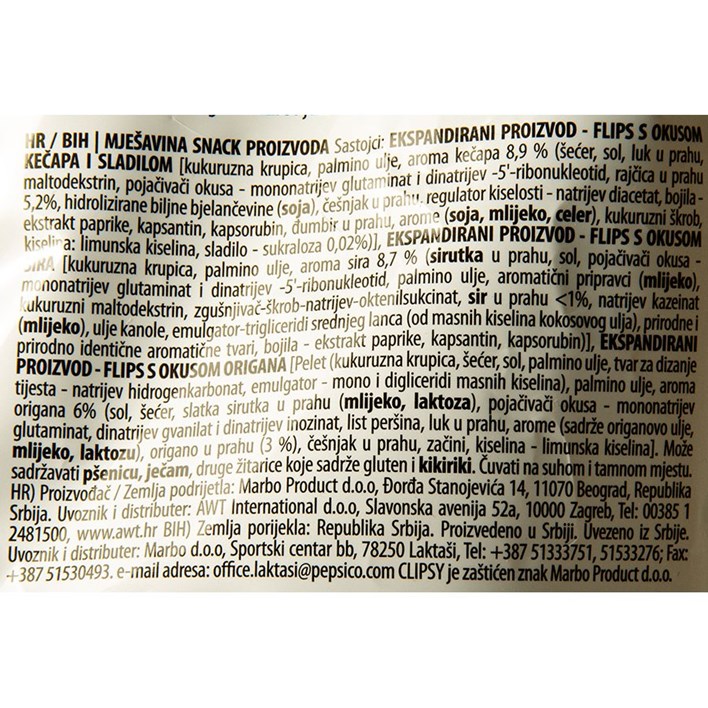 HR / BIH | MJEŠAVINA SNACK PROIZVODA Sastojci: EKSPANDIRANI PROIZVOD - FLIPS S OKUSOM
KEČAPA I SLADILOM [kukuruzna krupica, palmino ulje, aroma kečapa 8,9 % (šećer, sol, luk u prahu,
maltodekstrin, pojačivači okusa - mononatrijev glutaminat i dinatrijev -5'-ribonukleotid, rajčica u prahu
5,2%, hidrolizirane biljne bjelančevine (soja), češnjak u prahu, regulator kiselosti - natrijev diacetat, bojila -
ekstrakt paprike, kapsantin, kapsorubin, đumbir u prahu, arome (soja, mlijeko, celer), kukuruzni škrob,
kiselina: limunska kiselina, sladilo - sukraloza 0,02%)], EKSPANDIRANI PROIZVOD - FLIPS S OKUSOM
SIRA [kukuruzna krupica, palmino ulje, aroma sira 8,7 % (sirutka u prahu, sol, pojačivači okusa -
mononatrijev glutaminat i dinatrijev -5'-ribonukleotid, palmino ulje, aromatični pripravci (mlijeko),
kukuruzni maltodekstrin, zgušnjivač-škrob-natrijev-oktenilsukcinat, sir u prahu <1%, natrijev kazeinat
(mlijeko), ulje kanole, emulgator-trigliceridi srednjeg lanca (od masnih kiselina kokosovog ulja), prirodne i
prirodno identične aromatične tvari, bojila - ekstrakt paprike, kapsantin, kapsorubin)], EKSPANDIRANI
PROIZVOD - FLIPS S OKUSOM ORIGANA [Pelet (kukuruzna krupica, šećer, sol, palmino ulje, tvar za dizanje
tijesta - natrijev hidrogenkarbonat, emulgator - mono i digliceridi masnih kiselina), palmino ulje, aroma
origana 6% (sol, šećer, slatka sirutka u prahu (mlijeko, laktoza), pojačivači okusa - mononatrijev
glutaminat, dinatrijev gvanilat i dinatrijev inozinat, list peršina, luk u prahu, arome (sadrže origanovo ulje,
mlijeko, laktozu), origano u prahu (3 %), češnjak u prahu, začini, kiselina - limunska kiselina]. Može
sadržavati pšenicu, ječam, druge žitarice koje sadrže gluten i kikiriki. Čuvati na suhom i tamnom mjestu.
HR) Proizvođač / Zemlja podrijetla: Marbo Product d.o.o, Đorđa Stanojevića 14, 11070 Beograd, Republika
Srbija. Uvoznik i distributer: AWT International d.o.o, Slavonska avenija 52a, 10000 Zagreb, Tel: 00385 1
2481500, www.awt.hr BIH) Zemlja porijekla: Republika Srbija. Proizvedeno u Srbiji. Uvezeno iz Srbije.
Uvoznik i distributer: Marbo d.o.o, Sportski centar bb, 78250 Laktaši, Tel: +387 51333751, 51533276; Fax:
+387 51530493. e-mail adresa: office.laktasi@pepsico.com CLIPSY je zaštićen znak Marbo Product d.o.o.